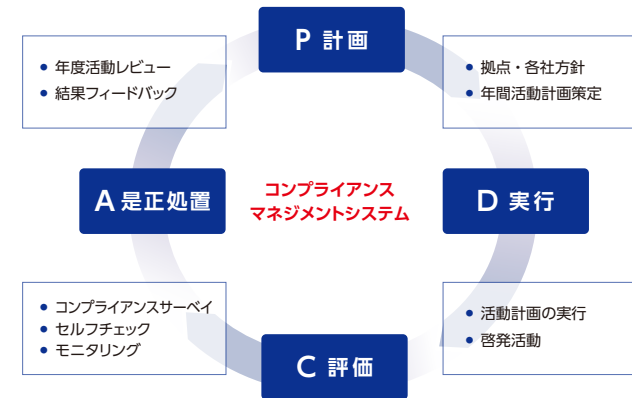 P 計画
● 年度活動レビュー
● 結果フィードバック
● 拠点・各社方針
● 年間活動計画策定
A 是正処置
コンプライアンス
マネジメントシステム
D 実行
● コンプライアンスサーベイ
● セルフチェック
● モニタリング
● 活動計画の実行
● 啓発活動
C 評価